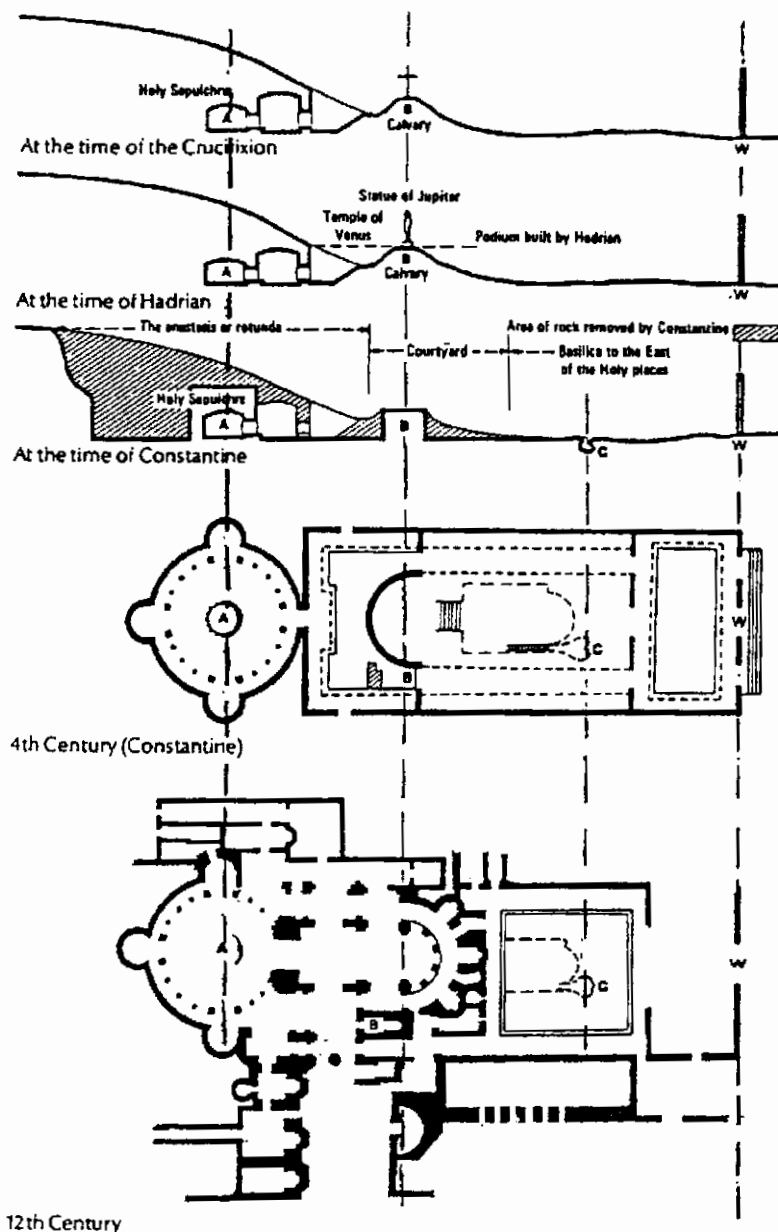 Holy Sepulchre
A
B
Calvary
At the time of the Crucifixion
W
Statue of Jupiter
Temple of
Venus
Podium built by Hadrian
A
B
Calvary
At the time of Hadrian
W
The anastasis or rotunda
Area of rock removed by Constantine
Courtyard
Basilica to the East
of the Holy places
Holy Sepulchre
A
B
At the time of Constantine
C
W
A
W
C
B
4th Century (Constantine)
A
C
W
B
12th Century